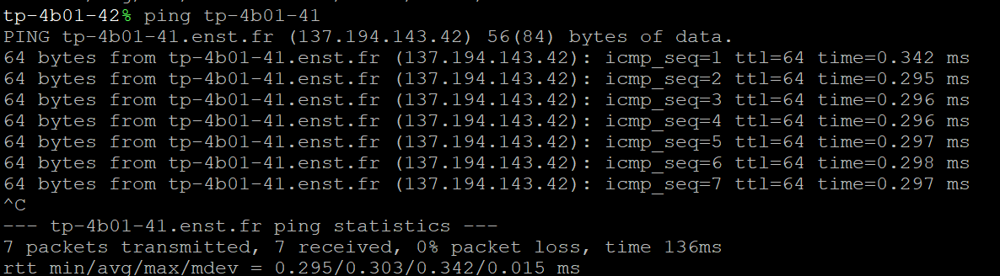 tp-4b01-42% ping tp-4b01-41
PING tp-4b01-41.enst.fr (137.194.143.42) 56(84) bytes of data.
64 bytes from tp-4b01-41.enst.fr (137.194.143.42): icmp_seq=1 ttl=64 time=0.342 ms
64 bytes from tp-4b01-41.enst.fr (137.194.143.42): icmp_seq=2 ttl=64 time=0.295 ms
64 bytes from tp-4b01-41.enst.fr (137.194.143.42): icmp_seq=3 ttl=64 time=0.296 ms
64 bytes from tp-4b01-41.enst.fr (137.194.143.42): icmp_seq=4 ttl=64 time=0.296 ms
64 bytes from tp-4b01-41.enst.fr (137.194.143.42): icmp_seq=5 ttl=64 time=0.297 ms
64 bytes from tp-4b01-41.enst.fr (137.194.143.42): icmp_seq=6 ttl=64 time=0.298 ms
64 bytes from tp-4b01-41.enst.fr (137.194.143.42): icmp_seq=7 ttl=64 time=0.297 ms
^C
--- tp-4b01-41.enst.fr ping statistics ---
7 packets transmitted, 7 received, 0% packet loss, time 136ms
rtt min/avg/max/mdev = 0.295/0.303/0.342/0.015 ms